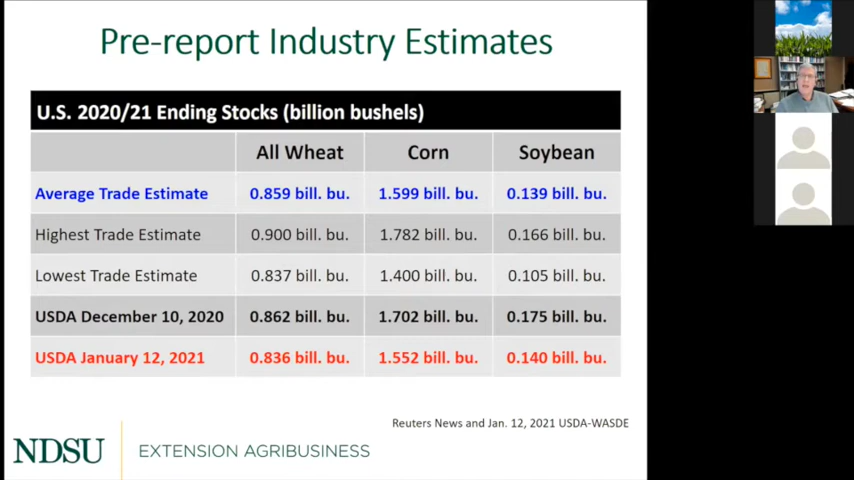 Pre-report Industry Estimates
U.S. 2020/21 Ending Stocks (billion bushels)
All Wheat Corn Soybean
Average Trade Estimate 0.859 bill. bu. 1.599 bill. bu. 0.139 bill. bu.
Highest Trade Estimate 0.900 bill. bu. 1.782 bill. bu. 0.166 bill. bu.
Lowest Trade Estimate 0.837 bill. bu. 1.400 bill. bu. 0.105 bill. bu.
USDA December 10, 2020 0.862 bill. bu. 1.702 bill. bu. 0.175 bill. bu.
USDA January 12, 2021 0.836 bill. bu. 1.552 bill. bu. 0.140 bill. bu.
Reuters News and Jan. 12, 2021 USDA-WASDE
NDSU EXTENSION AGRIBUSINESS